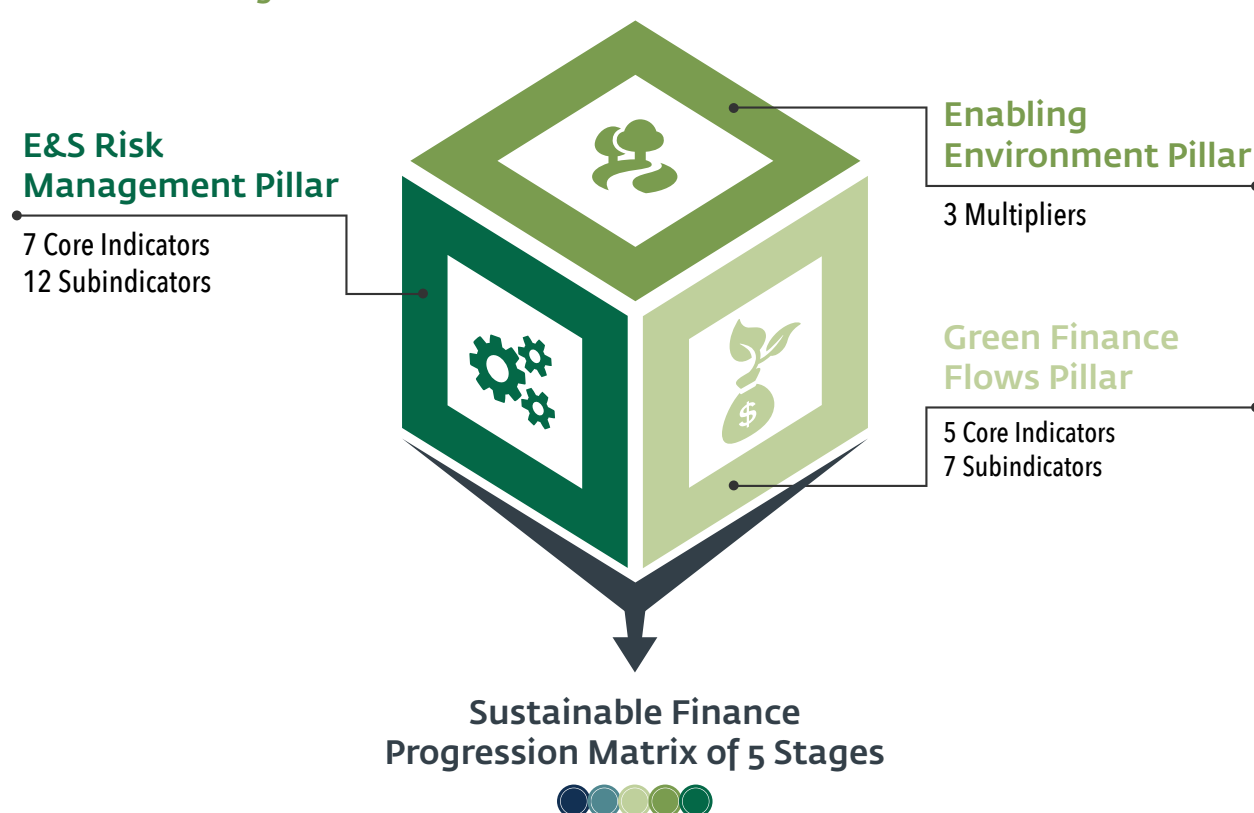 E&S Risk
Management Pillar
7 Core Indicators
12 Subindicators
Enabling
Environment Pillar
3 Multipliers
Green Finance
Flows Pillar
5 Core Indicators
7 Subindicators
$
Sustainable Finance
Progression Matrix of 5 Stages